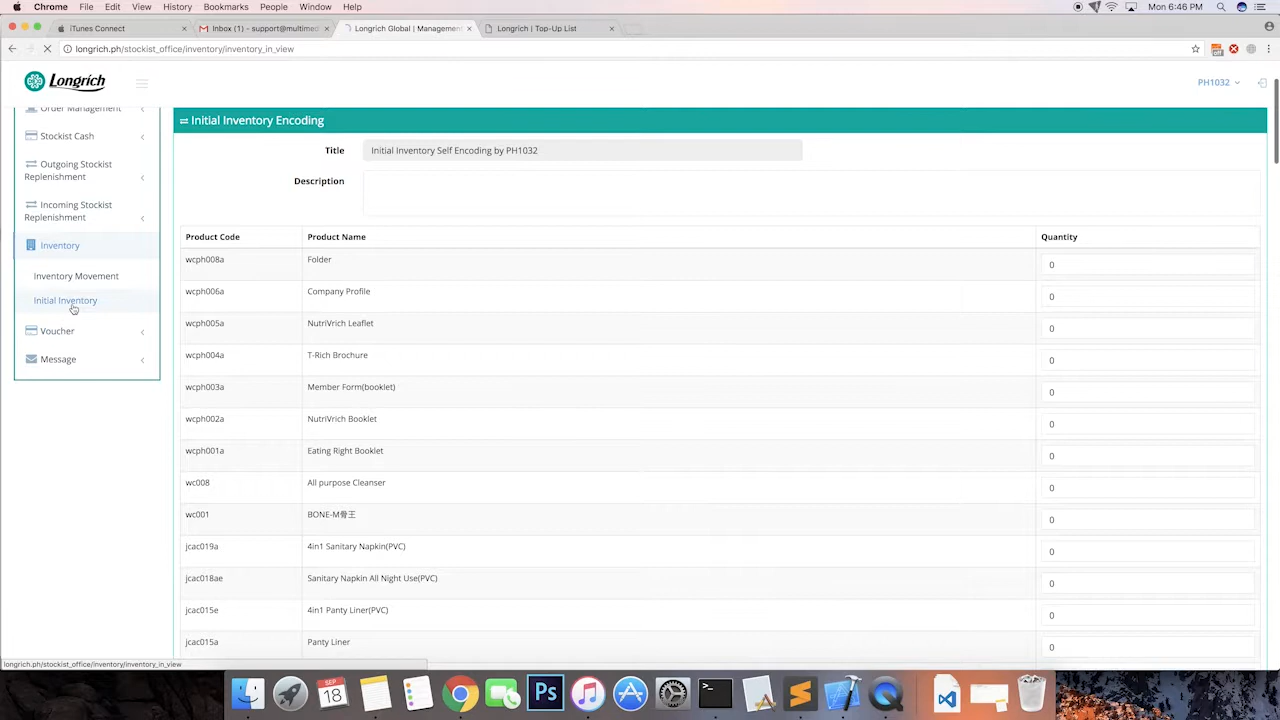 Chrome File Edit View History Bookmarks People Window Help Mon 6:46 PM
iTunes Connect
Inbox (1) - support@multimed
Longrich Global | Management
Longrich | Top-Up List
longrich.ph/stockist_office/inventory/inventory_in_view
Longrich
PH1032
Order Management
Stockist Cash
Outgoing Stockist
Replenishment
Incoming Stockist
Replenishment
Inventory
Inventory Movement
Initial Inventory
Voucher
Message
Initial Inventory Encoding
Title Initial Inventory Self Encoding by PH1032
Description
Product Code Product Name Quantity
wcph008a Folder 0
wcph006a Company Profile 0
wcph005a NutriVrich Leaflet 0
wcph004a T-Rich Brochure 0
wcph003a Member Form(booklet) 0
wcph002a NutriVrich Booklet 0
wcph001a Eating Right Booklet 0
wc008 All purpose Cleanser 0
wc001 BONE-M骨王 0
jcac019a 4in1 Sanitary Napkin(PVC) 0
jcac018ae Sanitary Napkin All Night Use(PVC) 0
jcac015e 4in1 Panty Liner(PVC) 0
jcac015a Panty Liner 0
longrich.ph/stockist_office/inventory/inventory_in_view
SEP
18
Ps